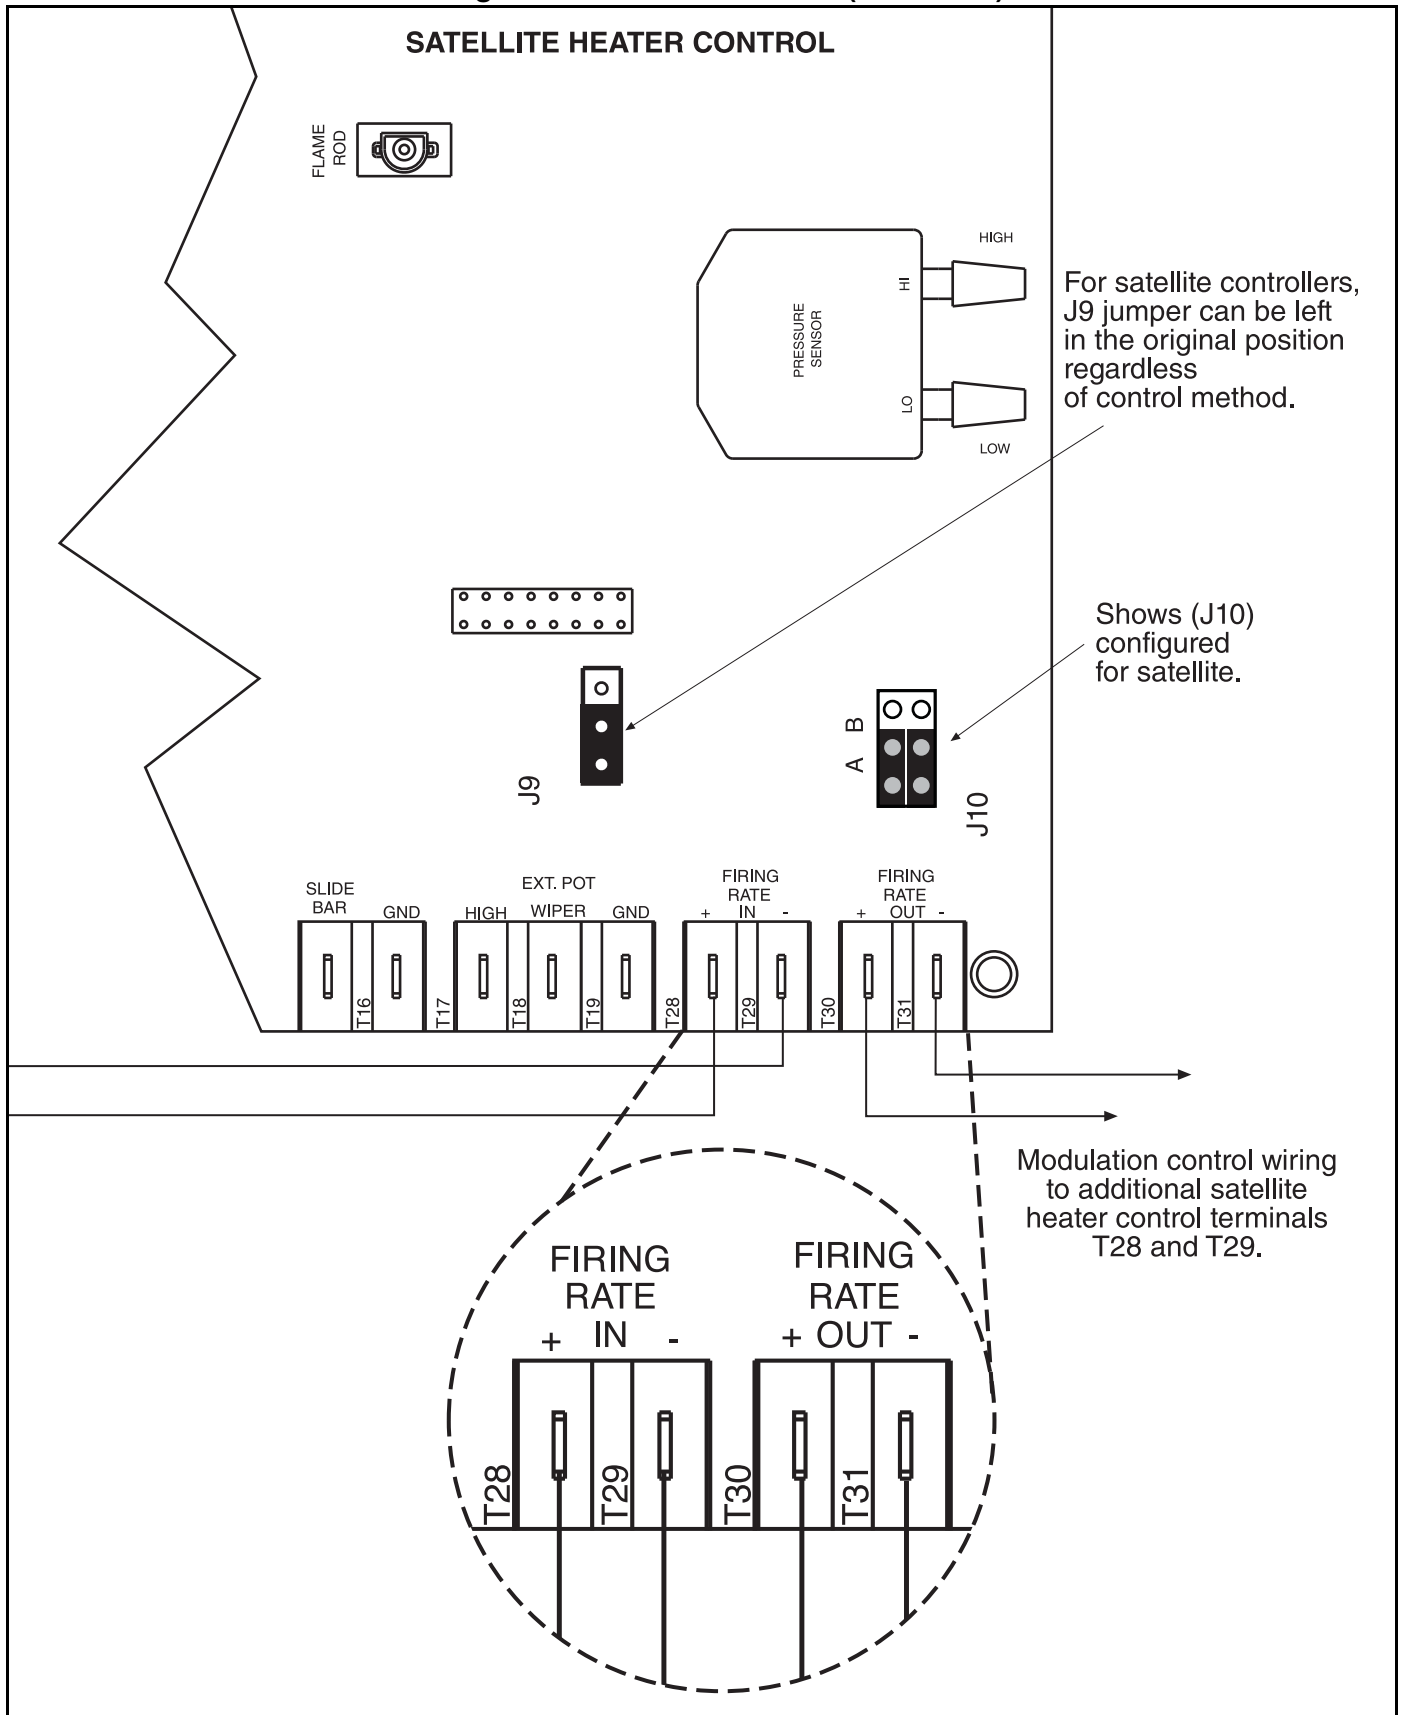 SATELLITE HEATER CONTROL
FLAME
ROD
HIGH
HI
PRESSURE
SENSOR
LO
LOW
For satellite controllers,
J9 jumper can be left
in the original position
regardless
of control method.
Shows (J10)
configured
for satellite.
J9
A B
J10
SLIDE
BAR
GND
EXT. POT
HIGH
WIPER
GND
FIRING
RATE
+ IN -
FIRING
RATE
+ OUT -
T16
T17
T18
T19
T28
T29
T30
T31
Modulation control wiring
to additional satellite
heater control terminals
T28 and T29.
FIRING
RATE
+ IN -
FIRING
RATE
+ OUT -
T28
T29
T30
T31